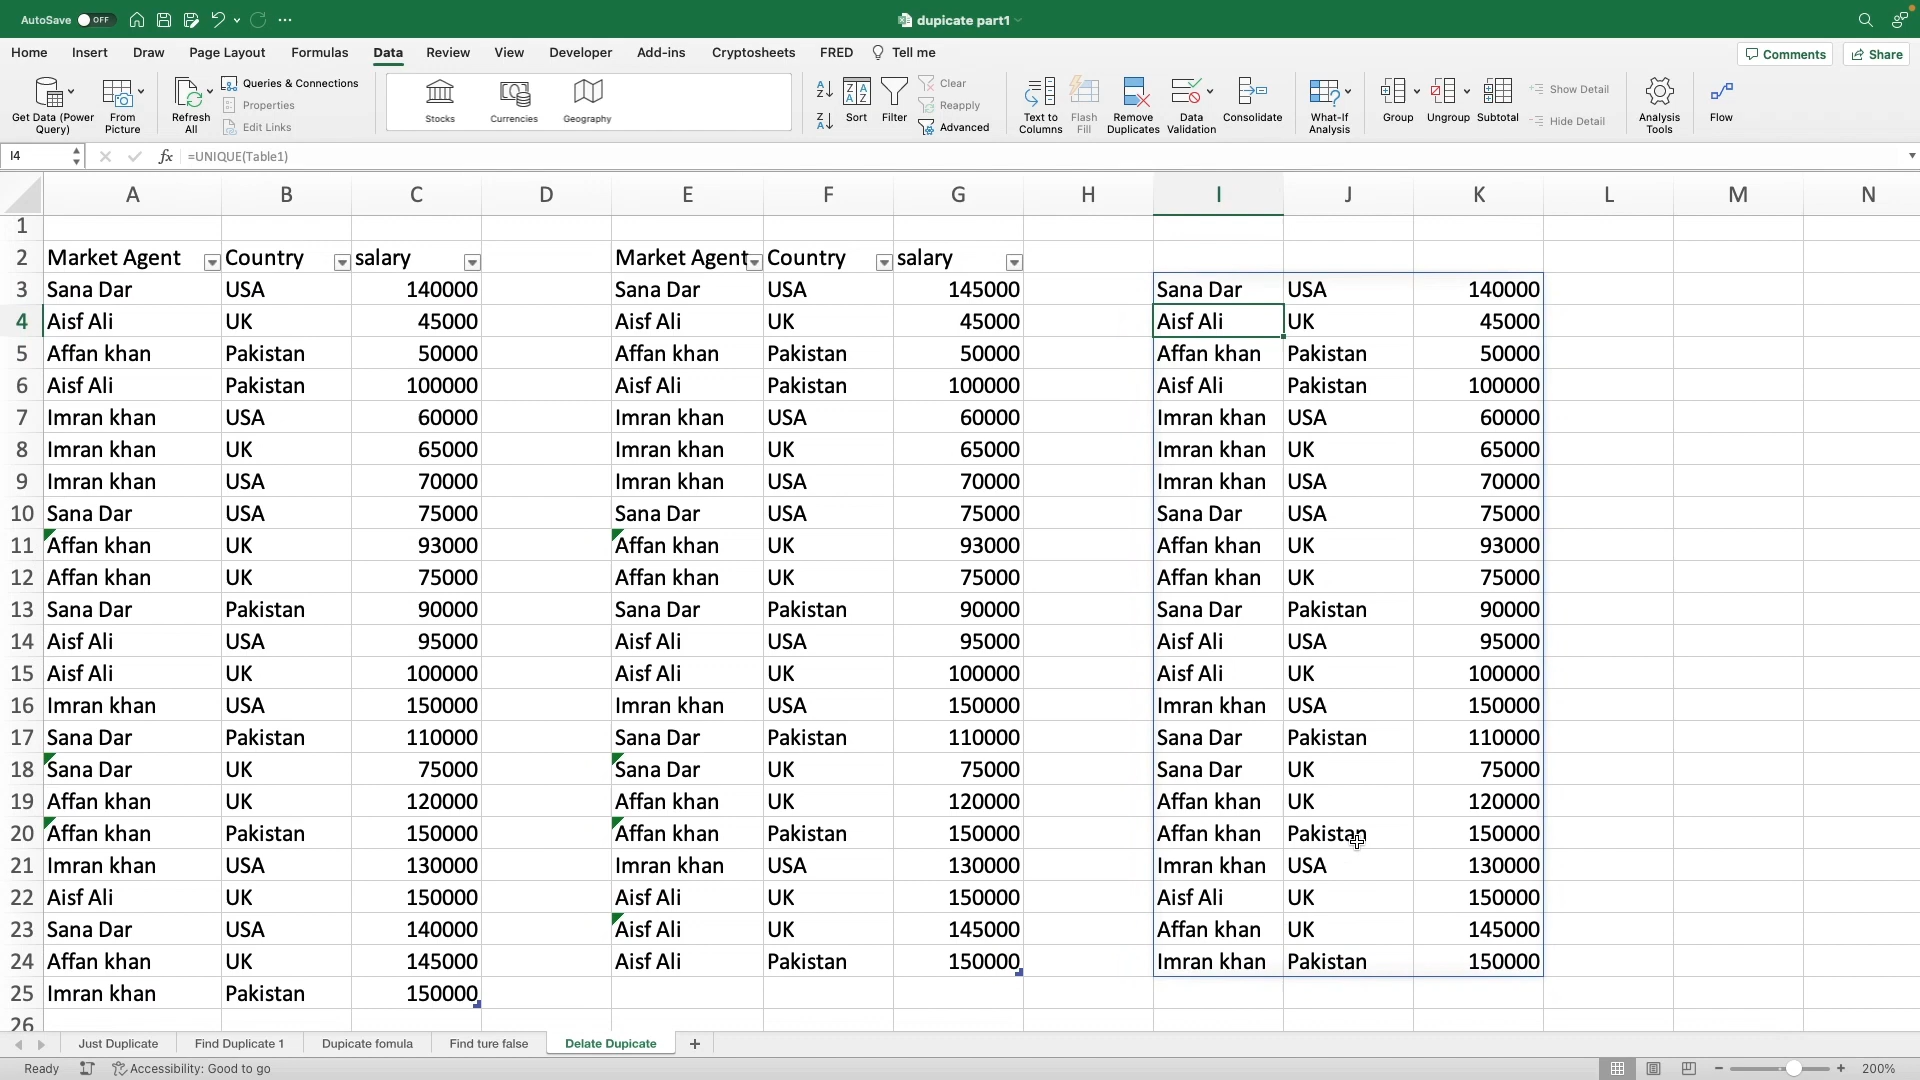 AutoSave OFF dupicate part1
Home Insert Draw Page Layout Formulas Data Review View Developer Add-ins Cryptosheets FRED Tell me Comments Share
Get Data (Power Query) From Picture Refresh All Queries & Connections Properties Edit Links Stocks Currencies Geography Sort Filter Clear Reapply Advanced Text to Columns Flash Fill Remove Duplicates Data Validation Consolidate What-If Analysis Group Ungroup Subtotal Show Detail Hide Detail Analysis Tools Flow
I4 fx =UNIQUE(Table1)
A B C D E F G H I J K L M N
1
2 Market Agent Country salary Market Agent Country salary
3 Sana Dar USA 140000 Sana Dar USA 145000 Sana Dar USA 140000
4 Aisf Ali UK 45000 Aisf Ali UK 45000 Aisf Ali UK 45000
5 Affan khan Pakistan 50000 Affan khan Pakistan 50000 Affan khan Pakistan 50000
6 Aisf Ali Pakistan 100000 Aisf Ali Pakistan 100000 Aisf Ali Pakistan 100000
7 Imran khan USA 60000 Imran khan USA 60000 Imran khan USA 60000
8 Imran khan UK 65000 Imran khan UK 65000 Imran khan UK 65000
9 Imran khan USA 70000 Imran khan USA 70000 Imran khan USA 70000
10 Sana Dar USA 75000 Sana Dar USA 75000 Sana Dar USA 75000
11 Affan khan UK 93000 Affan khan UK 93000 Affan khan UK 93000
12 Affan khan UK 75000 Affan khan UK 75000 Affan khan UK 75000
13 Sana Dar Pakistan 90000 Sana Dar Pakistan 90000 Sana Dar Pakistan 90000
14 Aisf Ali USA 95000 Aisf Ali USA 95000 Aisf Ali USA 95000
15 Aisf Ali UK 100000 Aisf Ali UK 100000 Aisf Ali UK 100000
16 Imran khan USA 150000 Imran khan USA 150000 Imran khan USA 150000
17 Sana Dar Pakistan 110000 Sana Dar Pakistan 110000 Sana Dar Pakistan 110000
18 Sana Dar UK 75000 Sana Dar UK 75000 Sana Dar UK 75000
19 Affan khan UK 120000 Affan khan UK 120000 Affan khan UK 120000
20 Affan khan Pakistan 150000 Affan khan Pakistan 150000 Affan khan Pakistan 150000
21 Imran khan USA 130000 Imran khan USA 130000 Imran khan USA 130000
22 Aisf Ali UK 150000 Aisf Ali UK 150000 Aisf Ali UK 150000
23 Sana Dar USA 140000 Aisf Ali UK 145000 Affan khan UK 145000
24 Affan khan UK 145000 Aisf Ali Pakistan 150000 Imran khan Pakistan 150000
25 Imran khan Pakistan 150000
26
Just Duplicate Find Duplicate 1 Dupicate fomula Find ture false Delate Dupicate
Ready Accessibility: Good to go 200%